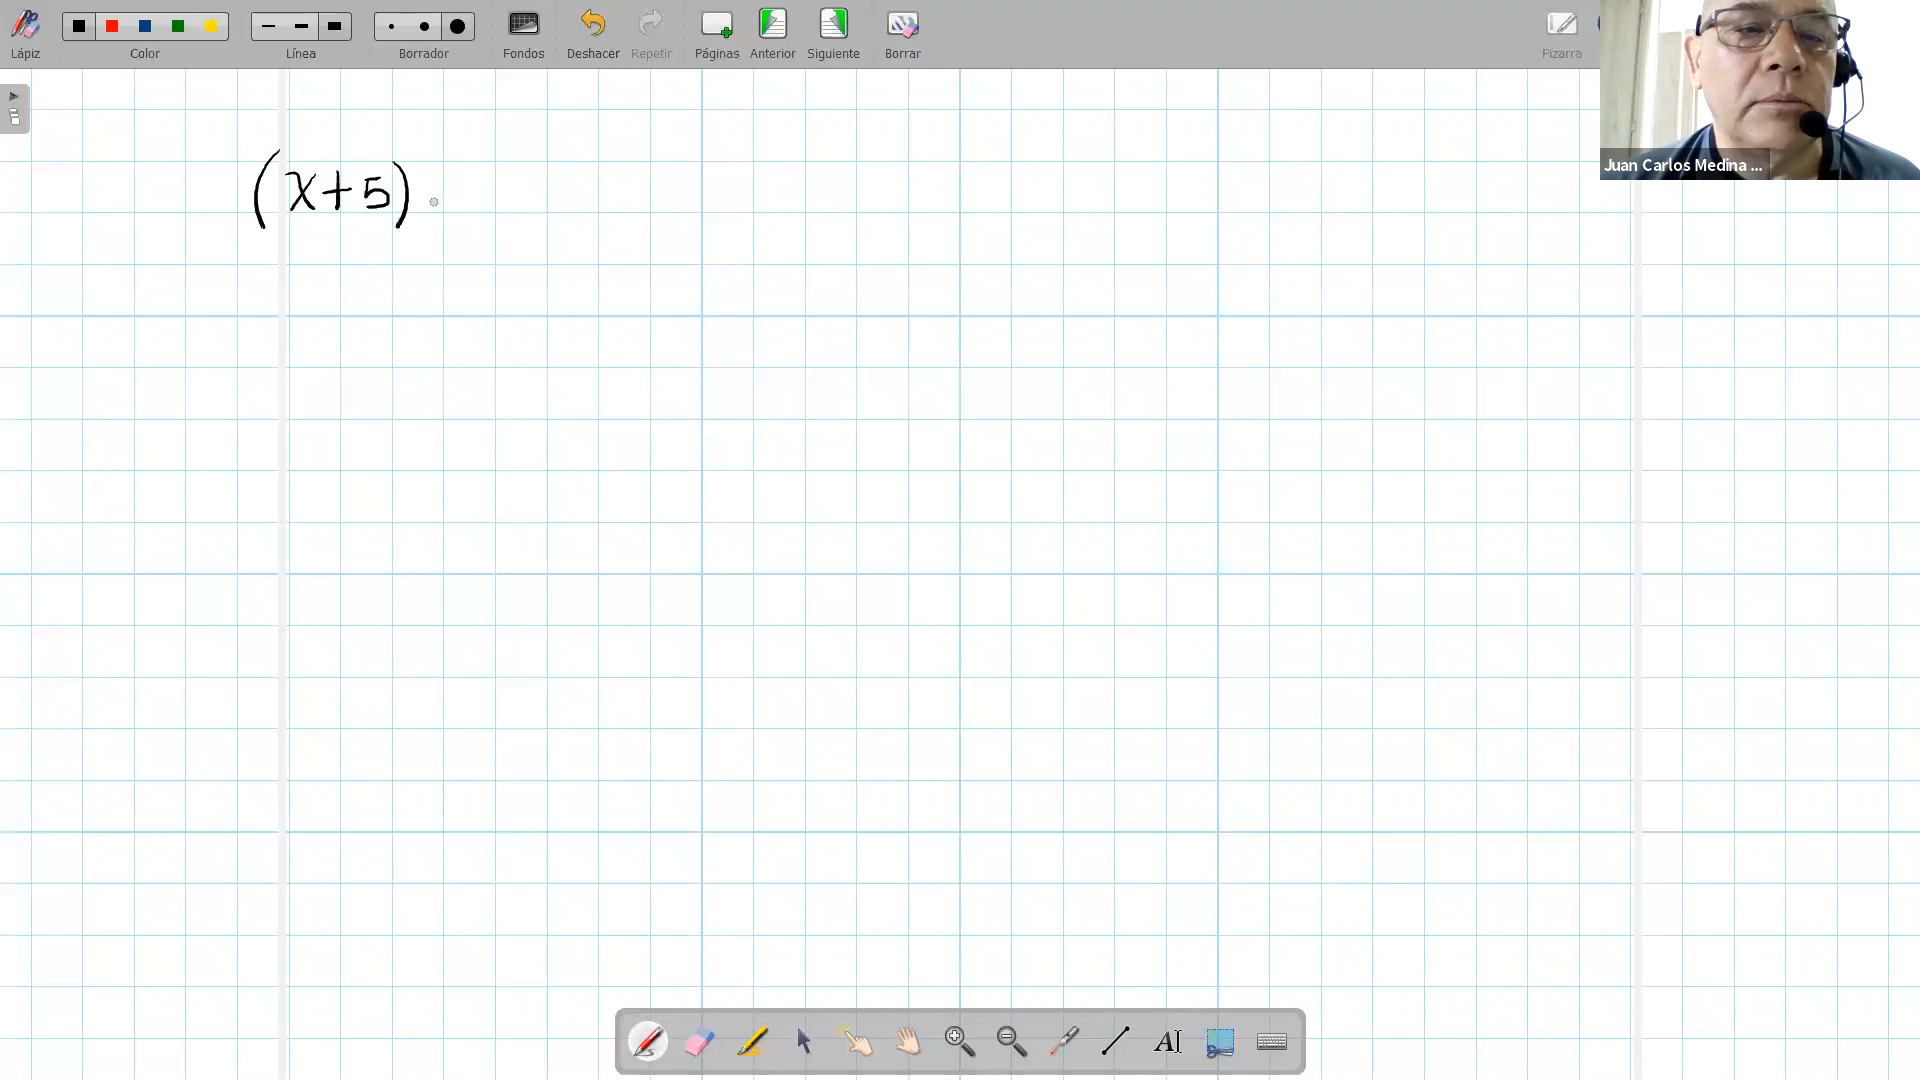 Lápiz Color Línea Borrador Fondos Deshacer Repetir Páginas Anterior Siguiente Borrar Pizarra
Juan Carlos Medina ...
(x+5)
A